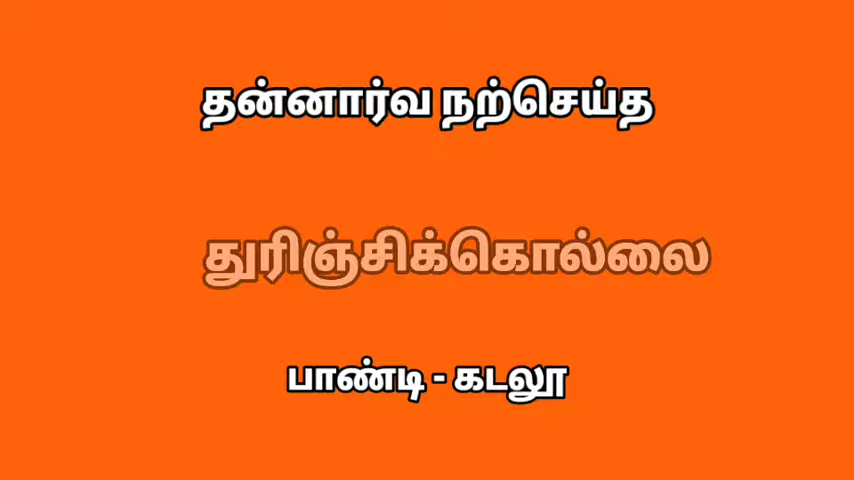 தன்னார்வ நற்செய்த
துரிஞ்சிக்கொல்லை
பாண்டி - கடலூ